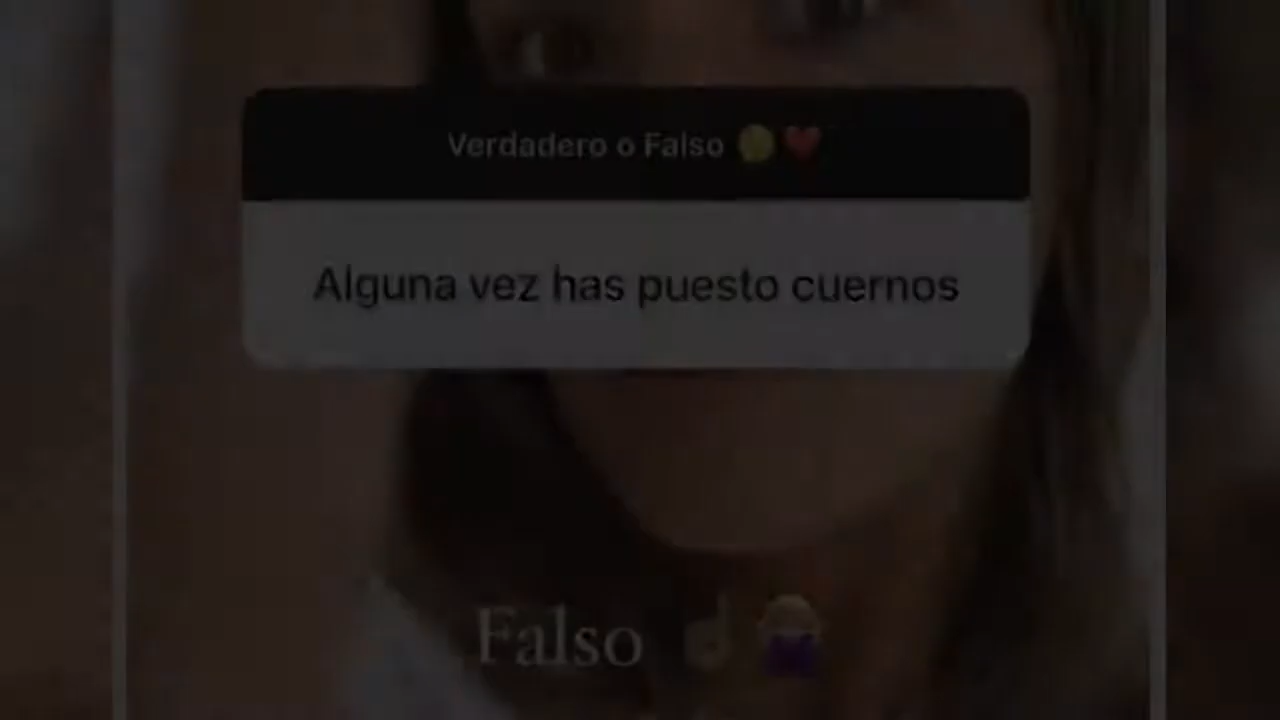 Verdadero o Falso 🤔❤️
Alguna vez has puesto cuernos
Falso ☝🏻🤷🏼‍♀️